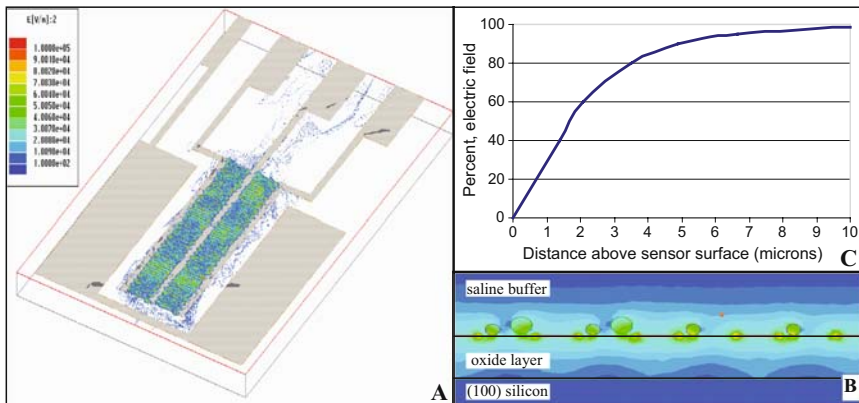 E[V/m]:2
1.0000e+05
9.0010e+04
8.0020e+04
7.0030e+04
6.0040e+04
5.0050e+04
4.0060e+04
3.0070e+04
2.0080e+04
1.0090e+04
1.0000e+02
A
Percent, electric field
100
80
60
40
20
0
0 1 2 3 4 5 6 7 8 9 10
Distance above sensor surface (microns)
C
saline buffer
oxide layer
(100) silicon
B